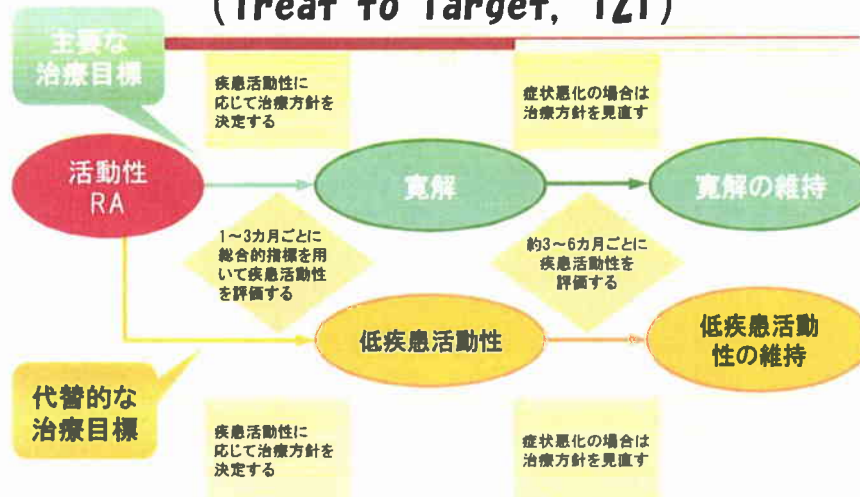 (Treat to Target, T2T)
主要な
治療目標
疾患活動性に
応じて治療方針を
決定する
症状悪化の場合は
治療方針を見直す
活動性
RA
寛解
寛解の維持
1~3カ月ごとに
総合的指標を用
いて疾患活動性
を評価する
約3~6カ月ごとに
疾患活動性を
評価する
低疾患活動性
低疾患活動
性の維持
代替的な
治療目標
疾患活動性に
応じて治療方針を
決定する
症状悪化の場合は
治療方針を見直す